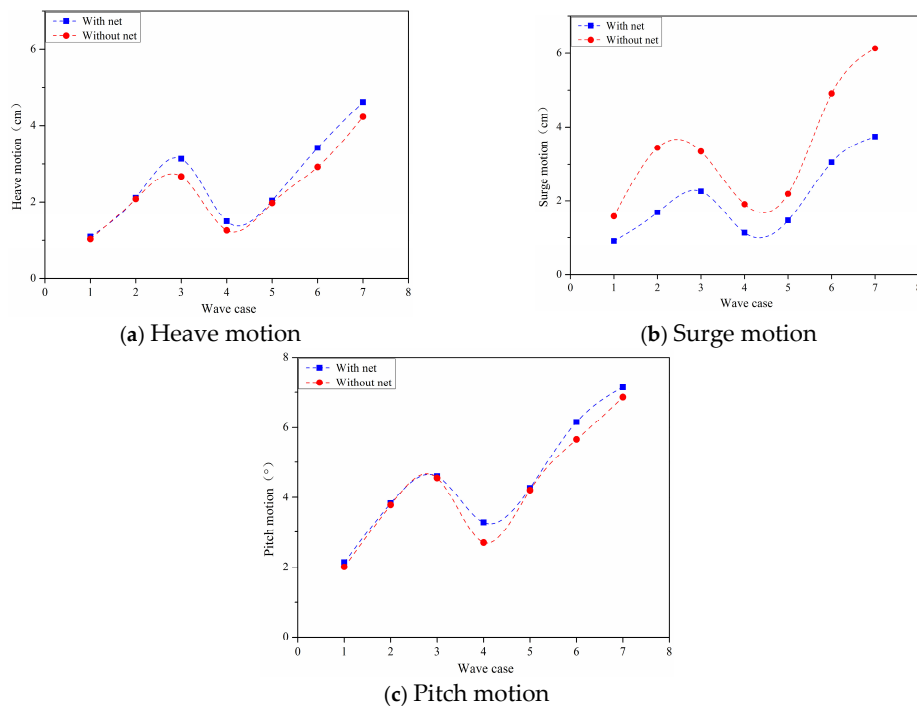 With net
Without net
6
4
2
0
Heave motion (cm)
0 1 2 3 4 5 6 7 8
Wave case
(a) Heave motion
With net
Without net
6
4
2
0
Surge motion (cm)
0 1 2 3 4 5 6 7 8
Wave case
(b) Surge motion
With net
Without net
8
6
4
2
0
Pitch motion (°)
0 1 2 3 4 5 6 7 8
Wave case
(c) Pitch motion